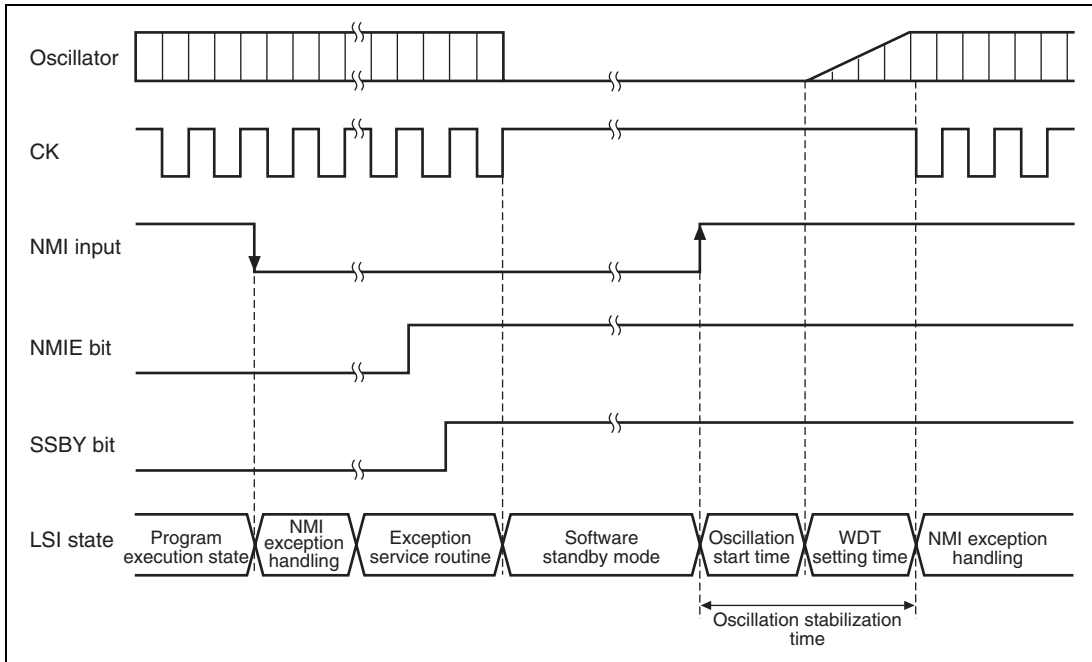 Oscillator
CK
NMI input
NMIE bit
SSBY bit
LSI state
Program
execution state
NMI
exception
handling
Exception
service routine
Software
standby mode
Oscillation
start time
WDT
setting time
NMI exception
handling
Oscillation stabilization
time